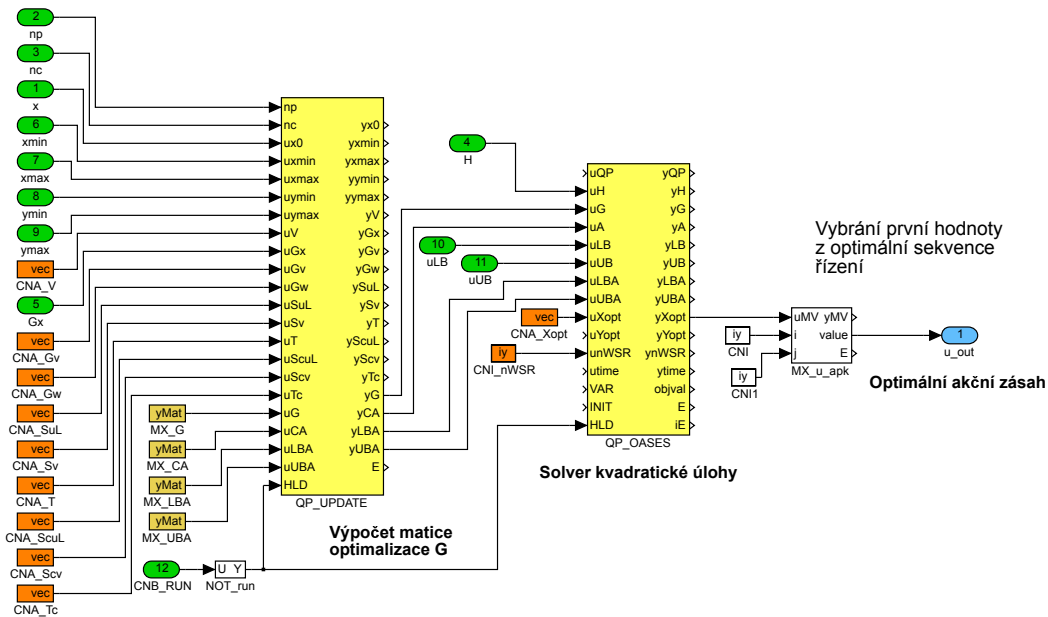 2
np
3
nc
1
x
6
xmin
7
xmax
8
ymin
9
ymax
vec
CNA_V
5
Gx
vec
CNA_Gv
vec
CNA_Gw
vec
CNA_SuL
vec
CNA_Sv
vec
CNA_T
vec
CNA_ScuL
vec
CNA_Scv
vec
CNA_Tc
yMat
MX_G
yMat
MX_CA
yMat
MX_LBA
yMat
MX_UBA
12
CNB_RUN
U Y
NOT_run
np
nc yx0
ux0 yxmin
uxmin yxmax
uxmax yymin
uymin yymax
uymax yV
uV yGx
uGx yGv
uGv yGw
uGw ySuL
uSuL ySv
uSv yT
uT yScuL
uScuL yScv
uScv yTc
uTc yG
uG yCA
uCA yLBA
uLBA yUBA
uUBA E
HLD
QP_UPDATE
Výpočet matice
optimalizace G
4
H
10
uLB
11
uUB
vec
CNA_Xopt
iy
CNI_nWSR
uQP yQP
uH yH
uG yG
uA yA
uLB yLB
uUB yUB
uLBA yLBA
uUBA yUBA
uXopt yXopt
uYopt yYopt
unWSR ynWSR
utime ytime
VAR objval
INIT E
HLD iE
QP_OASES
Solver kvadratické úlohy
Vybrání první hodnoty
z optimální sekvence
řízení
iy
CNI
iy
CNI1
uMV yMV
i value
j E
MX_u_apk
1
u_out
Optimální akční zásah